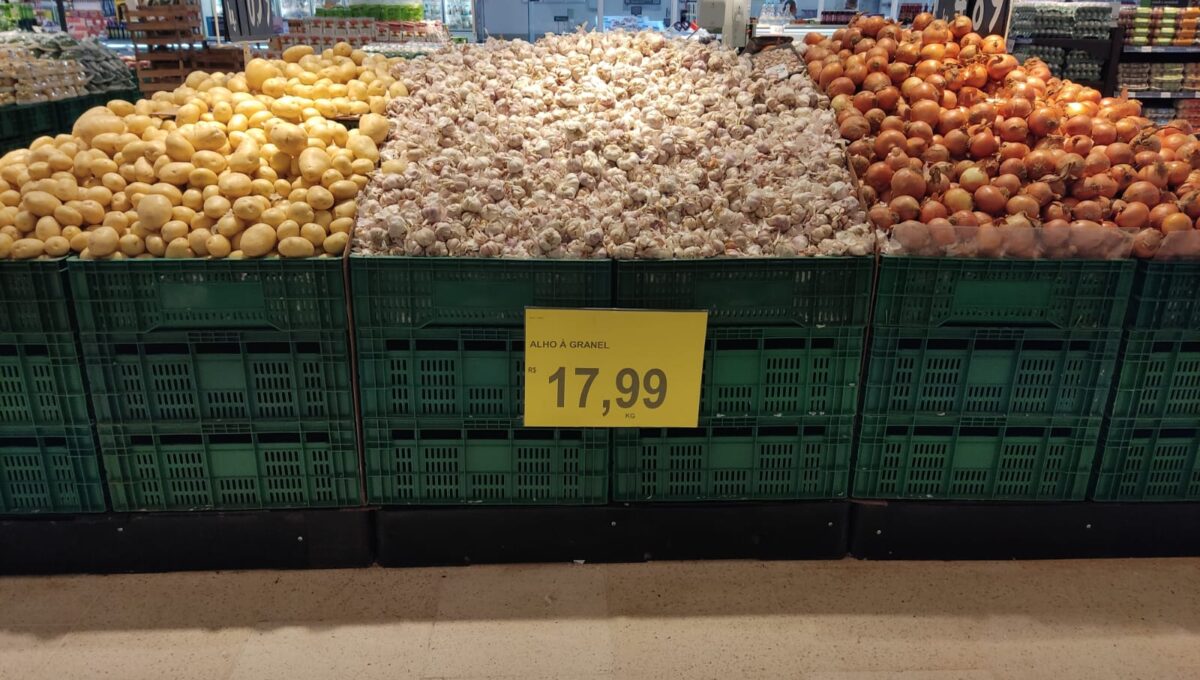 ALHO À GRANEL
R$
17,99
KG